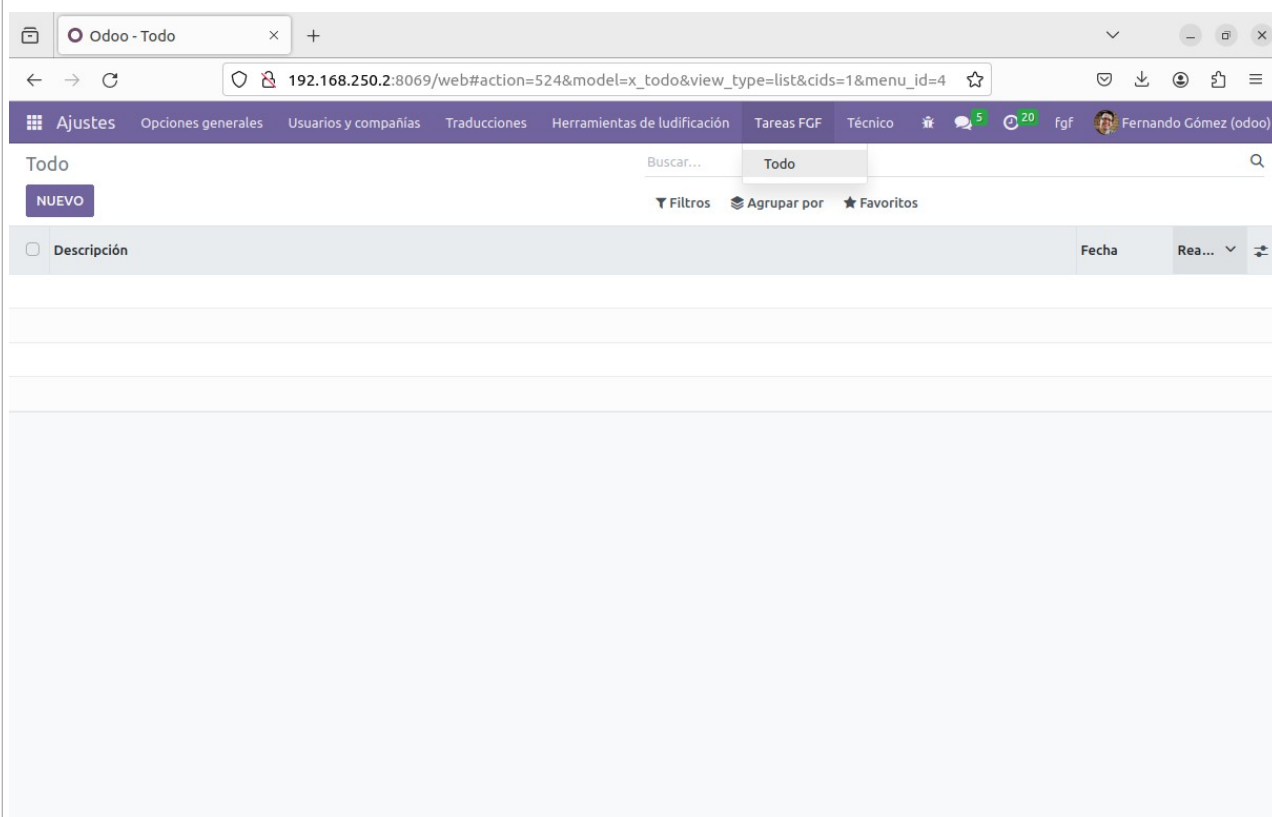 Odoo - Todo
192.168.250.2:8069/web#action=524&model=x_todo&view_type=list&cids=1&menu_id=4
Ajustes Opciones generales Usuarios y compañías Traducciones Herramientas de ludificación Tareas FGF Técnico 5 20 fgf Fernando Gómez (odoo)
Todo Buscar... Todo
NUEVO Filtros Agrupar por Favoritos
Descripción Fecha Rea...